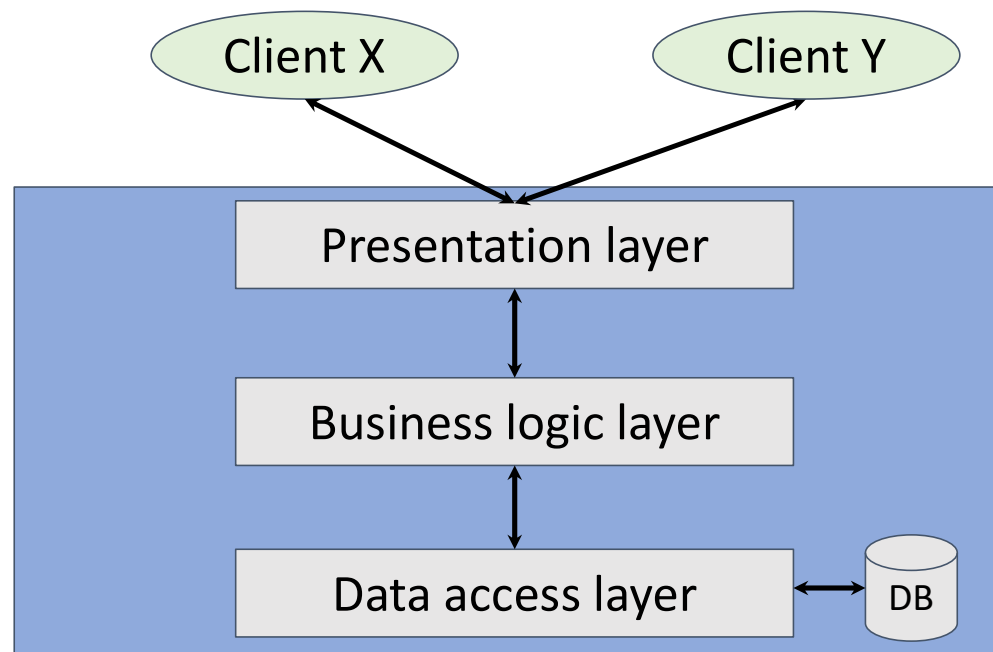 Client X
Client Y
Presentation layer
Business logic layer
Data access layer
DB